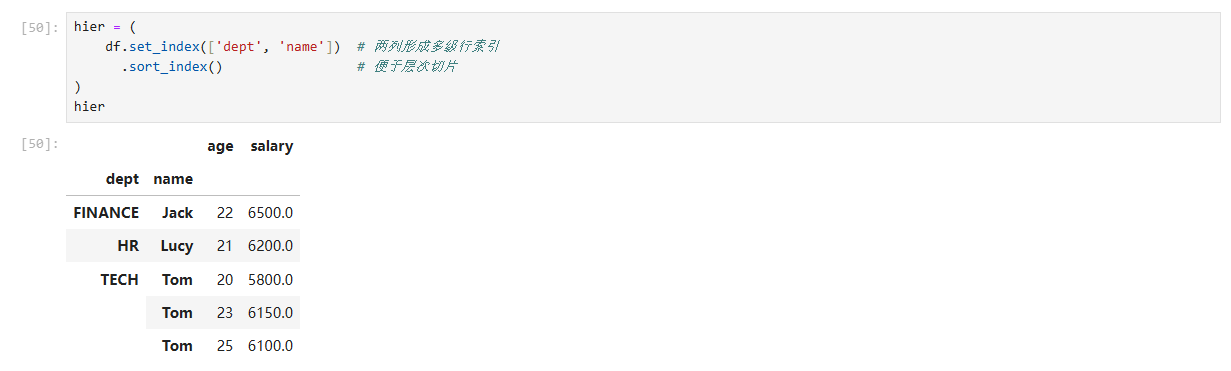 [50]:
hier = (
    df.set_index(['dept', 'name'])  # 两列形成多级行索引
      .sort_index()                 # 便于层次切片
)
hier
[50]:
age salary
dept name
FINANCE Jack 22 6500.0
HR Lucy 21 6200.0
TECH Tom 20 5800.0
Tom 23 6150.0
Tom 25 6100.0